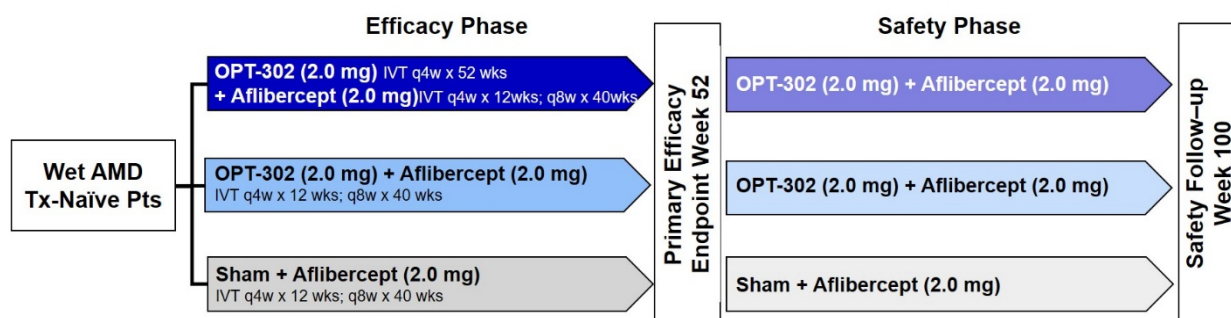 Efficacy Phase
Safety Phase
Wet AMD
Tx-Naïve Pts
OPT-302 (2.0 mg) IVT q4w x 52 wks
+ Aflibercept (2.0 mg)IVT q4w x 12wks; q8w x 40wks
OPT-302 (2.0 mg) + Aflibercept (2.0 mg)
IVT q4w x 12 wks; q8w x 40 wks
Sham + Aflibercept (2.0 mg)
IVT q4w x 12 wks; q8w x 40 wks
Primary Efficacy
Endpoint Week 52
OPT-302 (2.0 mg) + Aflibercept (2.0 mg)
OPT-302 (2.0 mg) + Aflibercept (2.0 mg)
Sham + Aflibercept (2.0 mg)
Safety Follow–up
Week 100